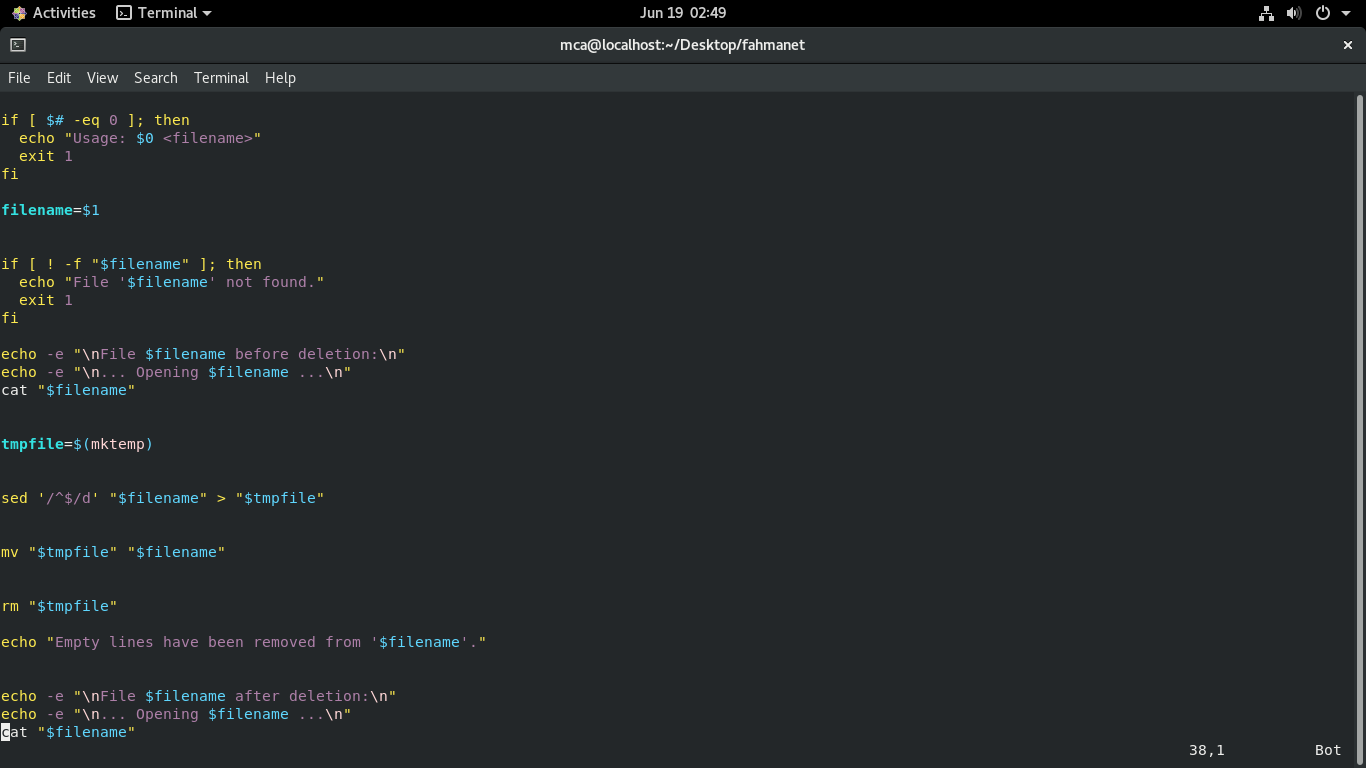 Activities Terminal Jun 19 02:49
mca@localhost:~/Desktop/fahmanet ×
File Edit View Search Terminal Help
if [ $# -eq 0 ]; then
  echo "Usage: $0 <filename>"
  exit 1
fi
filename=$1
if [ ! -f "$filename" ]; then
  echo "File '$filename' not found."
  exit 1
fi
echo -e "\nFile $filename before deletion:\n"
echo -e "\n... Opening $filename ...\n"
cat "$filename"
tmpfile=$(mktemp)
sed '/^$/d' "$filename" > "$tmpfile"
mv "$tmpfile" "$filename"
rm "$tmpfile"
echo "Empty lines have been removed from '$filename'."
echo -e "\nFile $filename after deletion:\n"
echo -e "\n... Opening $filename ...\n"
cat "$filename"
38,1 Bot